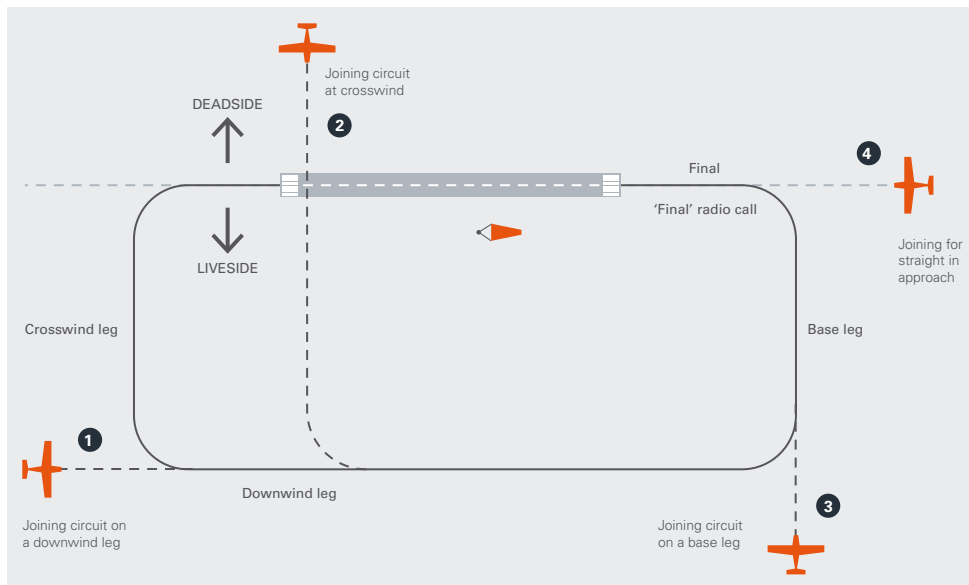 Joining circuit
at crosswind
DEADSIDE
2
4
Final
‘Final’ radio call
Joining for
straight in
approach
LIVESIDE
Crosswind leg
Base leg
1
Downwind leg
3
Joining circuit on
a downwind leg
Joining circuit
on a base leg